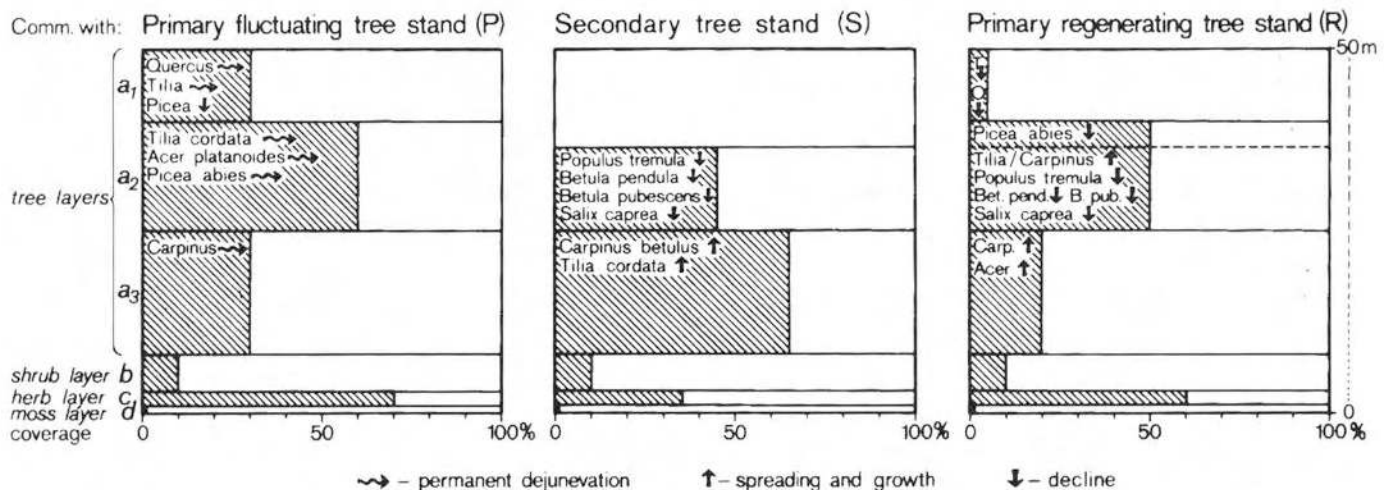 Comm. with: Primary fluctuating tree stand (P) Secondary tree stand (S) Primary regenerating tree stand (R)
50m
tree layers
a1
Quercus
Tilia
Picea
a2
Tilia cordata
Acer platanoides
Picea abies
a3
Carpinus
shrub layer b
herb layer c
moss layer d
coverage
0 50 100%
Populus tremula
Betula pendula
Betula pubescens
Salix caprea
Carpinus betulus
Tilia cordata
0 50 100%
T
Q
Picea abies
Tilia/Carpinus
Populus tremula
Bet. pend. B. pub.
Salix caprea
Carp.
Acer
0 50 100%
0
– permanent dejunevation – spreading and growth – decline